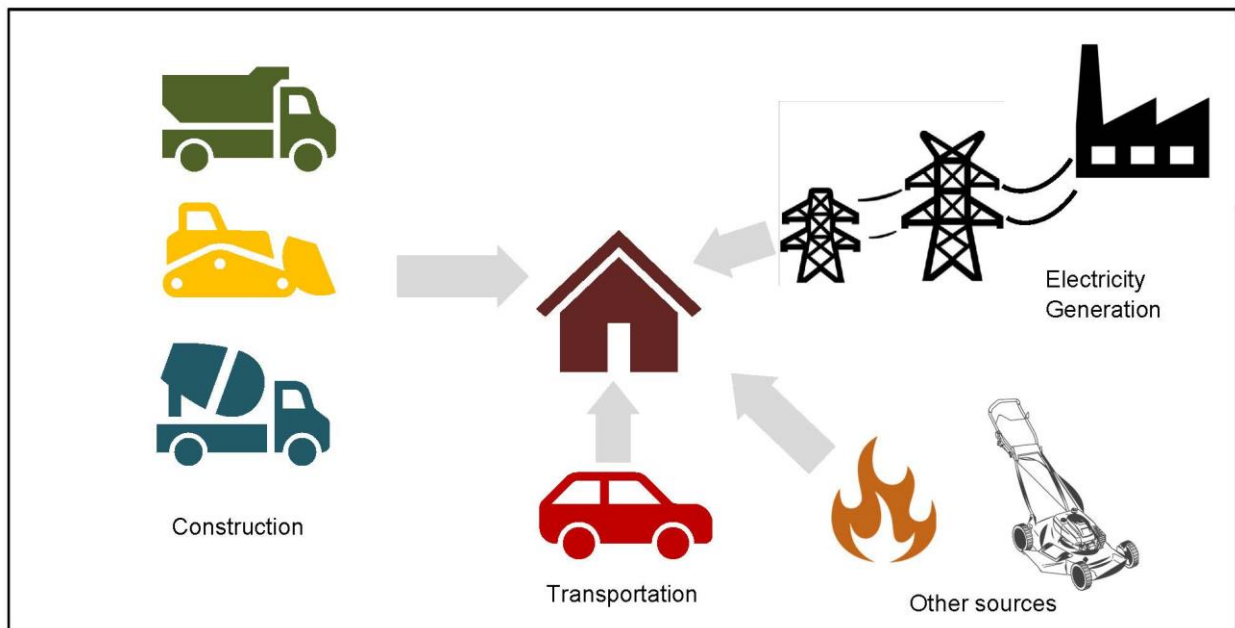 Electricity
Generation
Construction
Transportation
Other sources